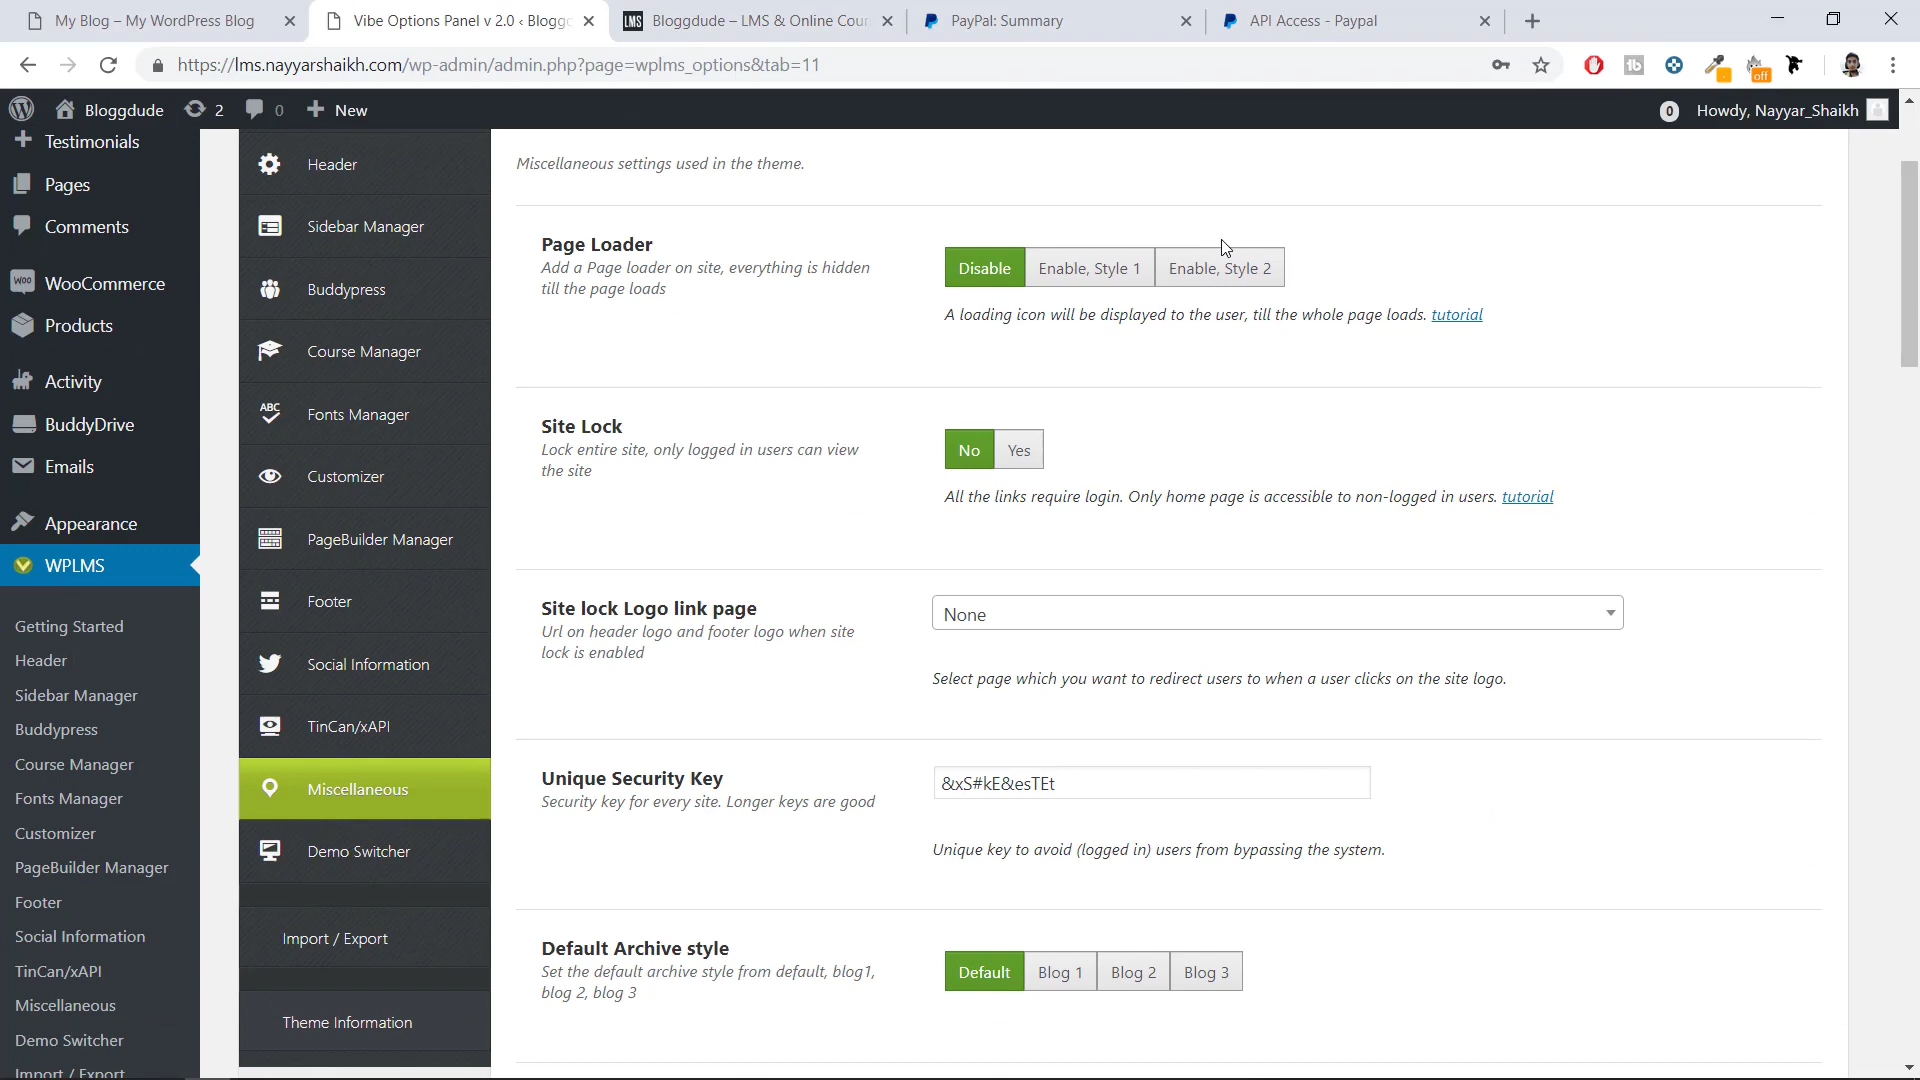 My Blog – My WordPress Blog
Vibe Options Panel v 2.0 ‹ Bloggd
LMS
Bloggdude – LMS & Online Cour
PayPal: Summary
API Access - Paypal
https://lms.nayyarshaikh.com/wp-admin/admin.php?page=wplms_options&tab=11
off
Bloggdude
2
0
New
0
Howdy, Nayyar_Shaikh
Testimonials
Pages
Comments
WooCommerce
Products
Activity
BuddyDrive
Emails
Appearance
WPLMS
Getting Started
Header
Sidebar Manager
Buddypress
Course Manager
Fonts Manager
Customizer
PageBuilder Manager
Footer
Social Information
TinCan/xAPI
Miscellaneous
Demo Switcher
Import / Export
Header
Sidebar Manager
Buddypress
Course Manager
ABC
Fonts Manager
Customizer
PageBuilder Manager
Footer
Social Information
TinCan/xAPI
Miscellaneous
Demo Switcher
Import / Export
Theme Information
Miscellaneous settings used in the theme.
Page Loader
Add a Page loader on site, everything is hidden
till the page loads
Disable
Enable, Style 1
Enable, Style 2
A loading icon will be displayed to the user, till the whole page loads. tutorial
Site Lock
Lock entire site, only logged in users can view
the site
No
Yes
All the links require login. Only home page is accessible to non-logged in users. tutorial
Site lock Logo link page
Url on header logo and footer logo when site
lock is enabled
None
Select page which you want to redirect users to when a user clicks on the site logo.
Unique Security Key
Security key for every site. Longer keys are good
&xS#kE&esTEt
Unique key to avoid (logged in) users from bypassing the system.
Default Archive style
Set the default archive style from default, blog1,
blog 2, blog 3
Default
Blog 1
Blog 2
Blog 3